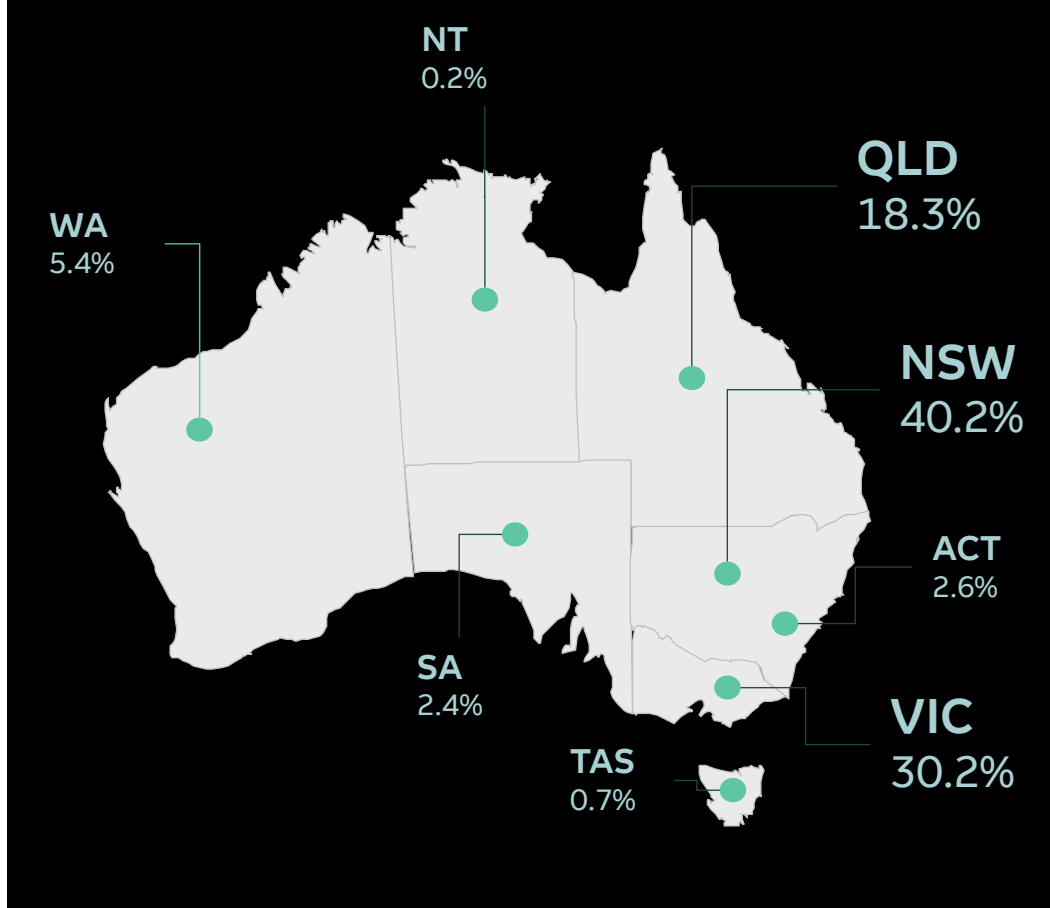 NT
0.2%
QLD
18.3%
WA
5.4%
NSW
40.2%
ACT
2.6%
SA
2.4%
VIC
30.2%
TAS
0.7%